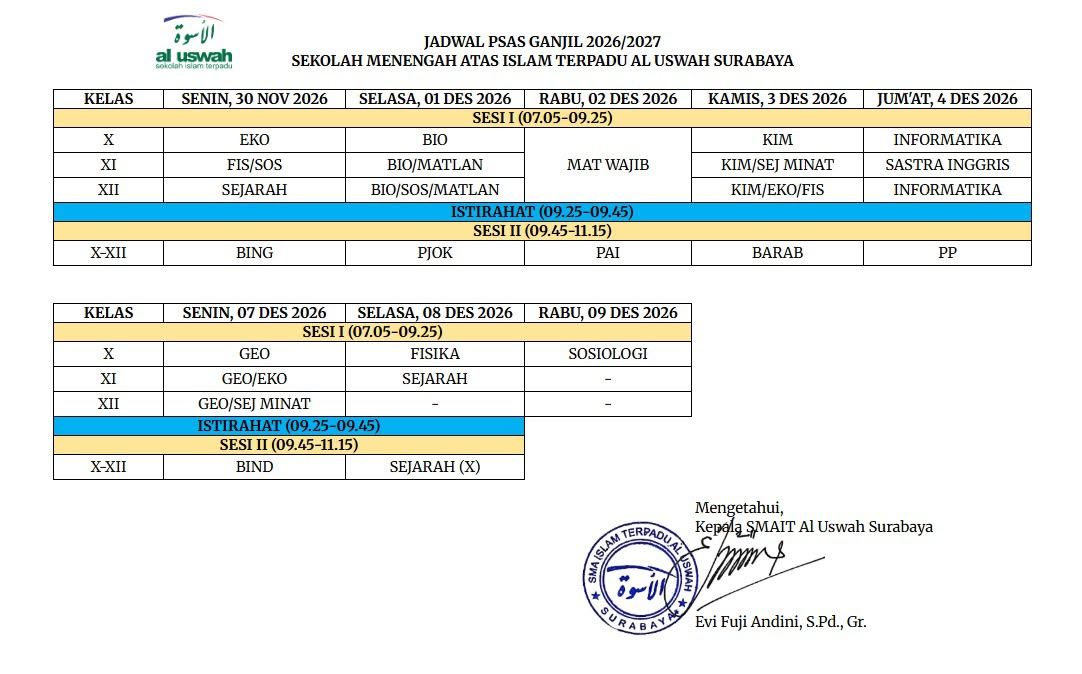 الأسوة
al uswah
sekolah islam terpadu
JADWAL PSAS GANJIL 2026/2027
SEKOLAH MENENGAH ATAS ISLAM TERPADU AL USWAH SURABAYA
KELAS SENIN, 30 NOV 2026 SELASA, 01 DES 2026 RABU, 02 DES 2026 KAMIS, 3 DES 2026 JUM'AT, 4 DES 2026
SESI I (07.05-09.25)
X EKO BIO MAT WAJIB KIM INFORMATIKA
XI FIS/SOS BIO/MATLAN KIM/SEJ MINAT SASTRA INGGRIS
XII SEJARAH BIO/SOS/MATLAN KIM/EKO/FIS INFORMATIKA
ISTIRAHAT (09.25-09.45)
SESI II (09.45-11.15)
X-XII BING PJOK PAI BARAB PP
KELAS SENIN, 07 DES 2026 SELASA, 08 DES 2026 RABU, 09 DES 2026
SESI I (07.05-09.25)
X GEO FISIKA SOSIOLOGI
XI GEO/EKO SEJARAH -
XII GEO/SEJ MINAT - -
ISTIRAHAT (09.25-09.45)
SESI II (09.45-11.15)
X-XII BIND SEJARAH (X)
Mengetahui,
Kepala SMAIT Al Uswah Surabaya
SMA ISLAM TERPADU AL USWAH
الأسوة
SURABAYA
Evi Fuji Andini, S.Pd., Gr.